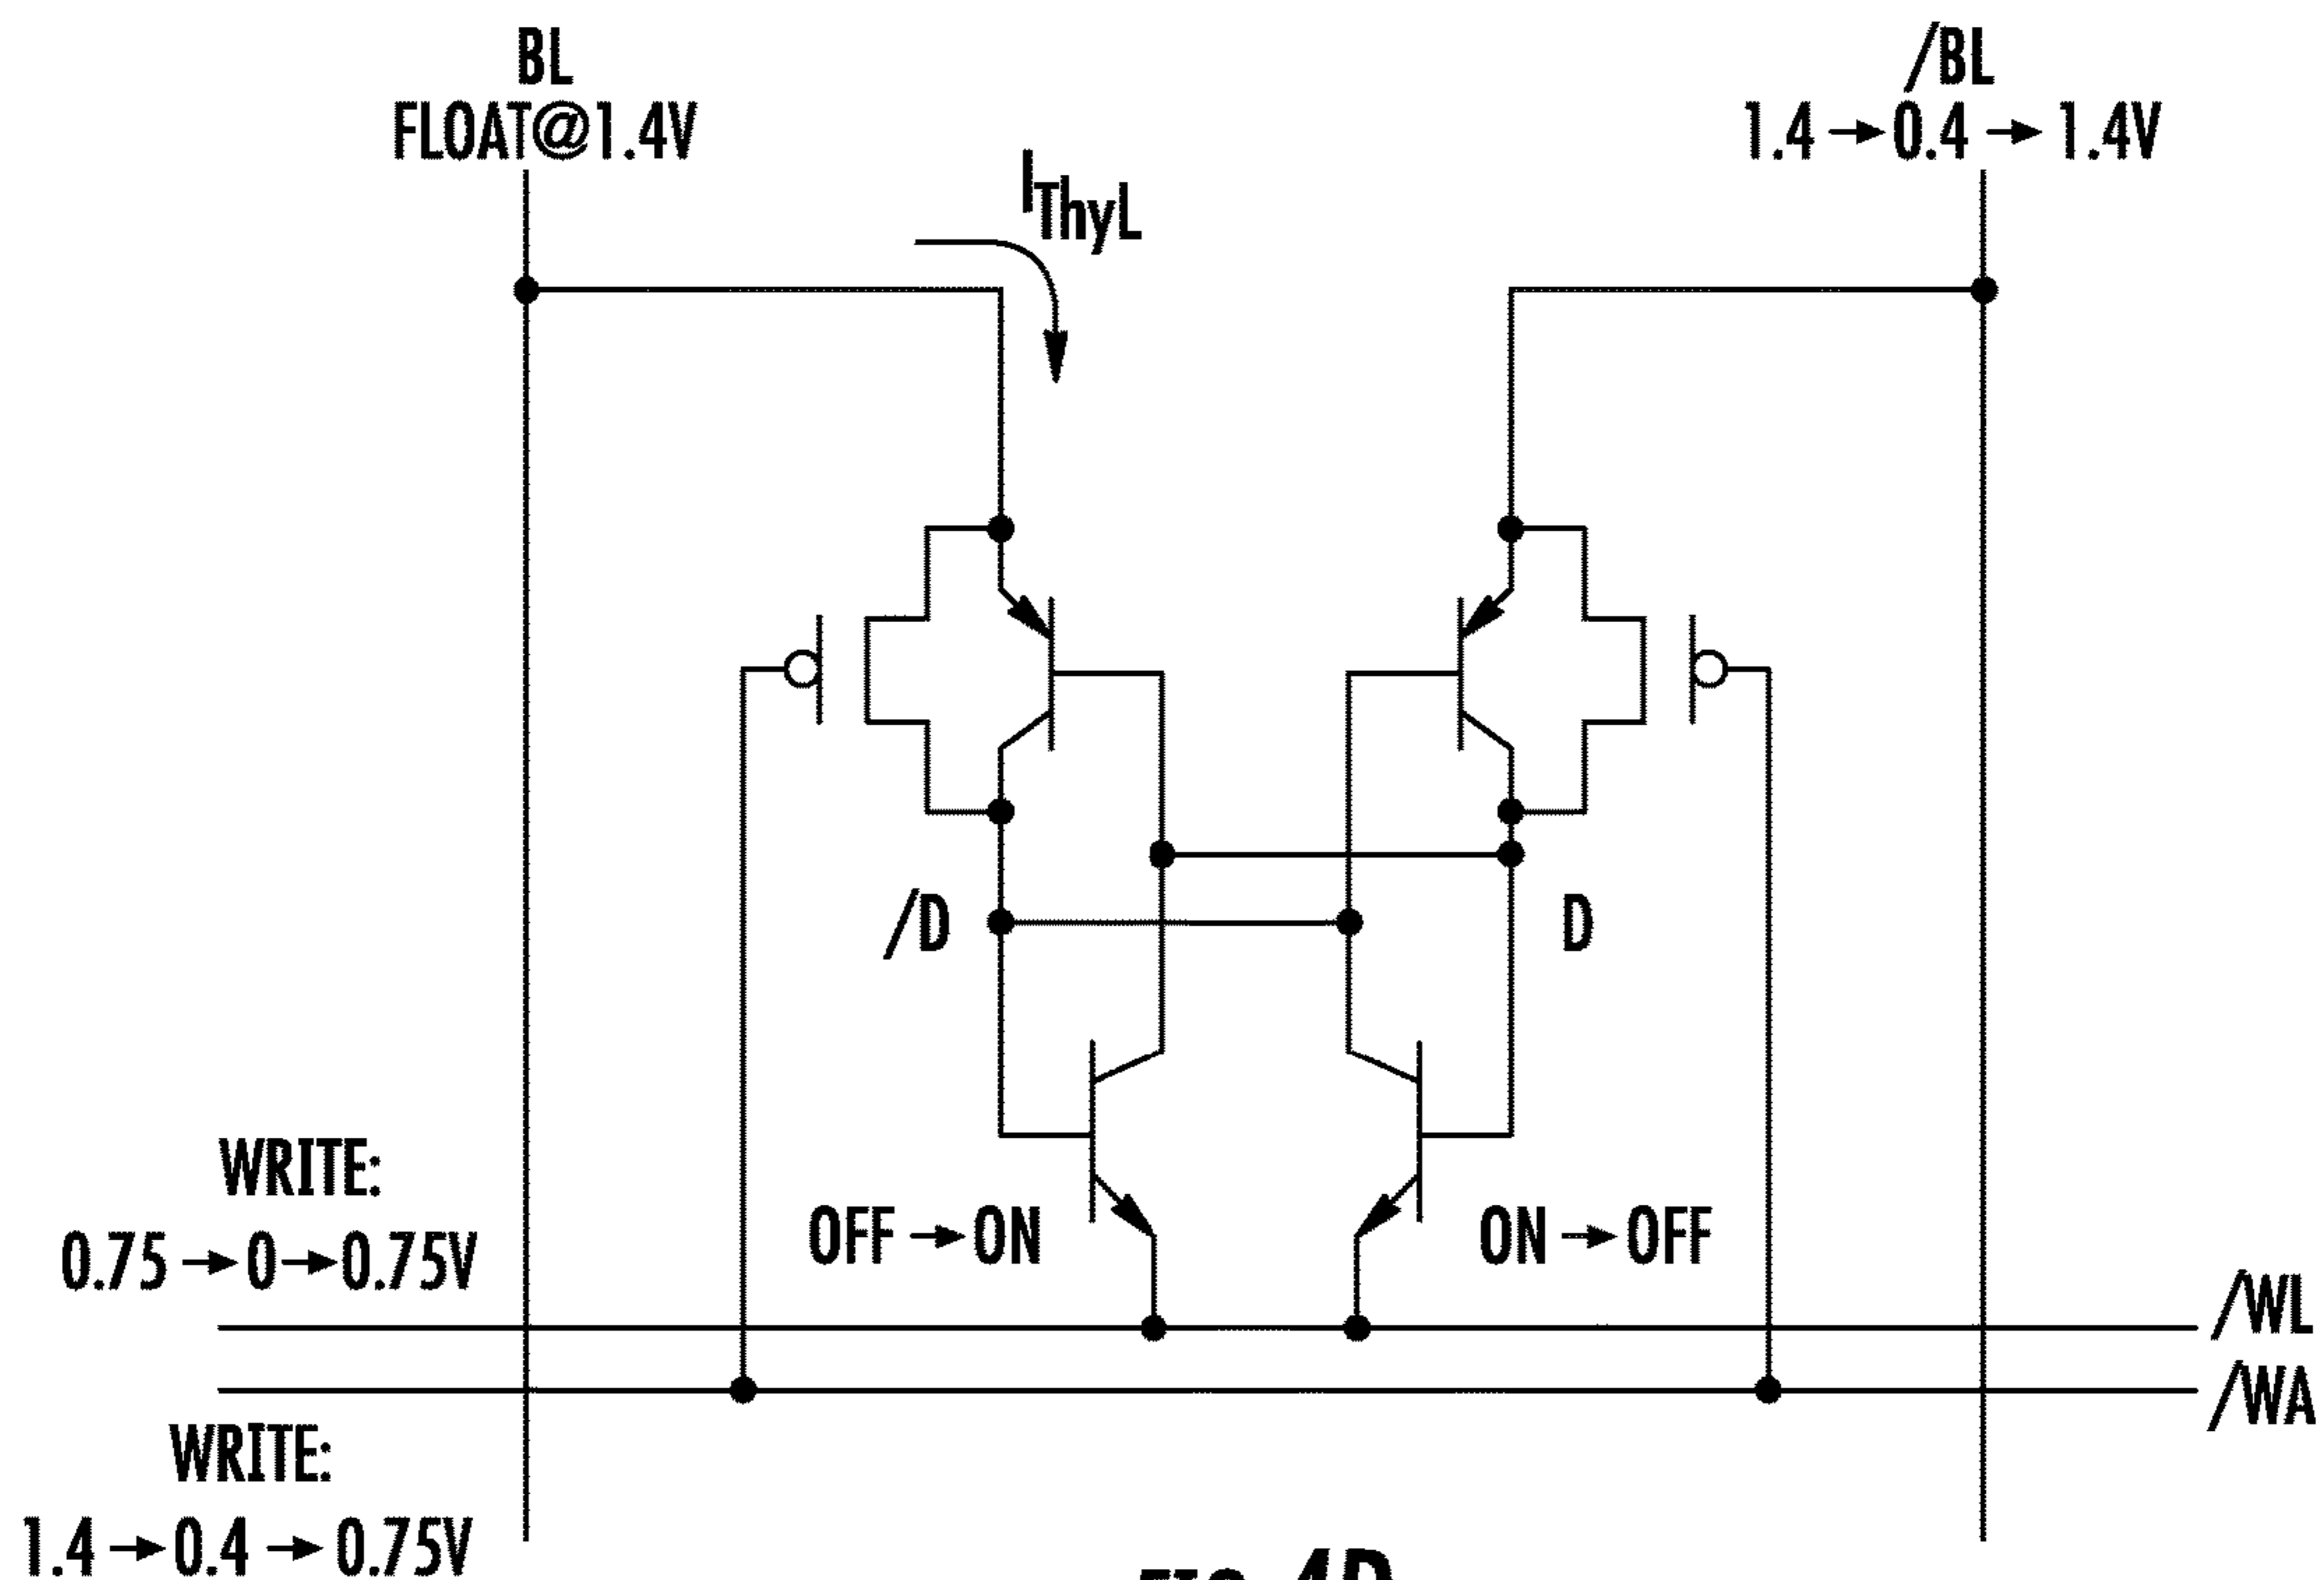 BL
FLOAT@1.4V
/BL
1.4 → 0.4 → 1.4V
IThyL
/D
D
WRITE:
0.75 → 0 → 0.75V
OFF → ON
ON → OFF
/WL
/WA
WRITE:
1.4 → 0.4 → 0.75V